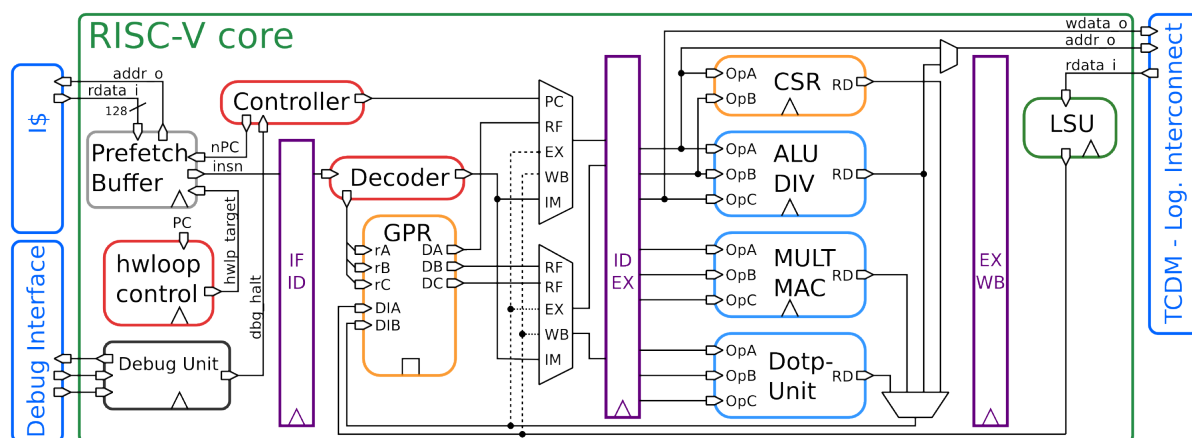 RISC-V core
wdata_o
addr_o
rdata_i
TCDM - Log. Interconnect
I$
addr_o
rdata_i
128
Prefetch
Buffer
nPC
insn
Controller
Decoder
PC
hwloop
control
hwlp_target
dbg_halt
Debug Interface
Debug Unit
IF
ID
GPR
rA
rB
rC
DIA
DIB
DA
DB
DC
PC
RF
EX
WB
IM
RF
RF
EX
WB
IM
ID
EX
OpA
OpB
CSR
RD
OpA
OpB
OpC
ALU
DIV
RD
OpA
OpB
OpC
MULT
MAC
RD
OpA
OpB
OpC
Dotp-
Unit
RD
EX
WB
LSU